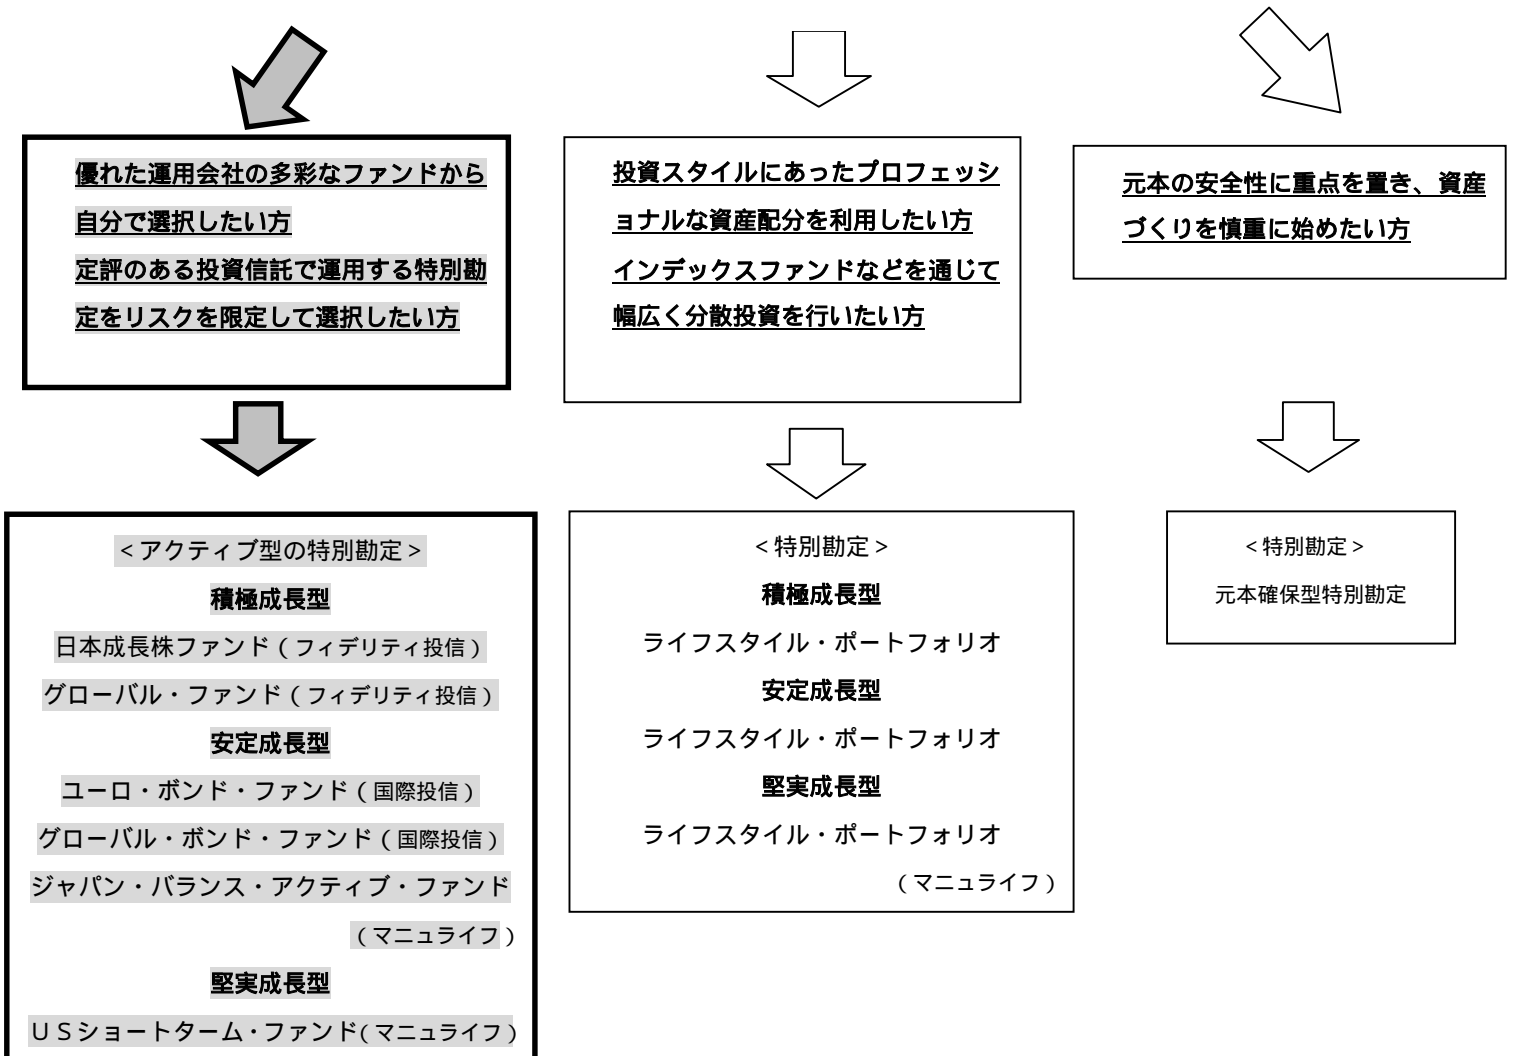 優れた運用会社の多彩なファンドから
自分で選択したい方
定評のある投資信託で運用する特別勘
定をリスクを限定して選択したい方
投資スタイルにあったプロフェッシ
ョナルな資産配分を利用したい方
インデックスファンドなどを通じて
幅広く分散投資を行いたい方
元本の安全性に重点を置き、資産
づくりを慎重に始めたい方
<アクティブ型の特別勘定>
積極成長型
日本成長株ファンド(フィデリティ投信)
グローバル・ファンド(フィデリティ投信)
安定成長型
ユーロ・ボンド・ファンド(国際投信)
グローバル・ボンド・ファンド(国際投信)
ジャパン・バランス・アクティブ・ファンド
(マニュライフ)
堅実成長型
USショートターム・ファンド(マニュライフ)
<特別勘定>
積極成長型
ライフスタイル・ポートフォリオ
安定成長型
ライフスタイル・ポートフォリオ
堅実成長型
ライフスタイル・ポートフォリオ
(マニュライフ)
<特別勘定>
元本確保型特別勘定